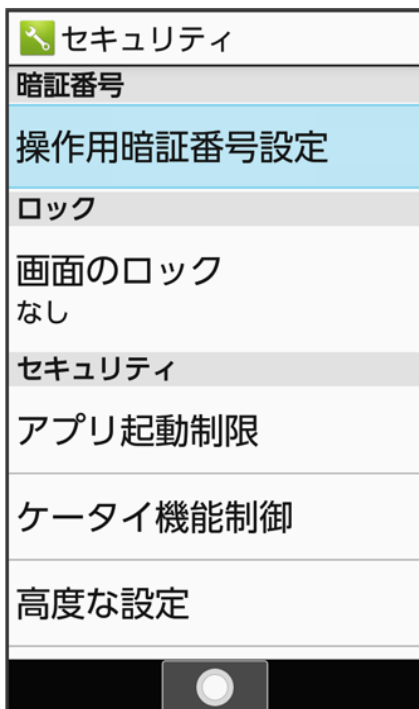 セキュリティ
暗証番号
操作用暗証番号設定
ロック
画面のロック
なし
セキュリティ
アプリ起動制限
ケータイ機能制御
高度な設定